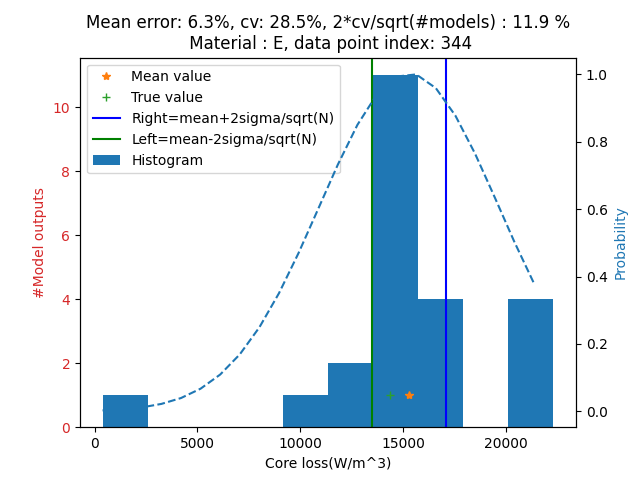 Mean error: 6.3%, cv: 28.5%, 2*cv/sqrt(#models) : 11.9 %
Material : E, data point index: 344
Mean value
True value
Right=mean+2sigma/sqrt(N)
Left=mean-2sigma/sqrt(N)
Histogram
#Model outputs
10
8
6
4
2
0
1.0
0.8
0.6
0.4
0.2
0.0
Probability
0
5000
10000
15000
20000
Core loss(W/m^3)